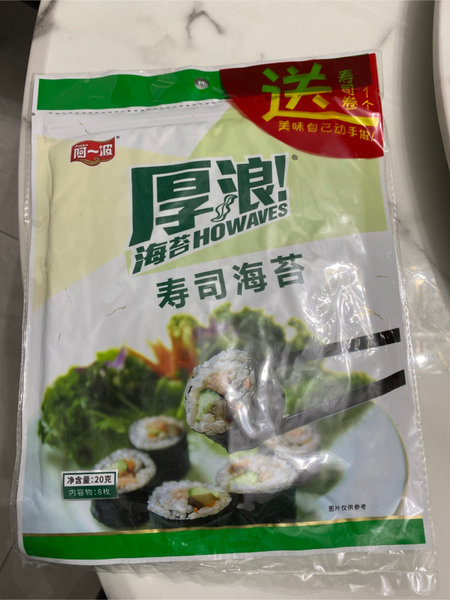 送
寿司卷
一个
美味自己动手做
阿一波
厚浪!®
海苔HOWAVES
寿司海苔
净含量:20克
内容物:8枚
图片仅供参考